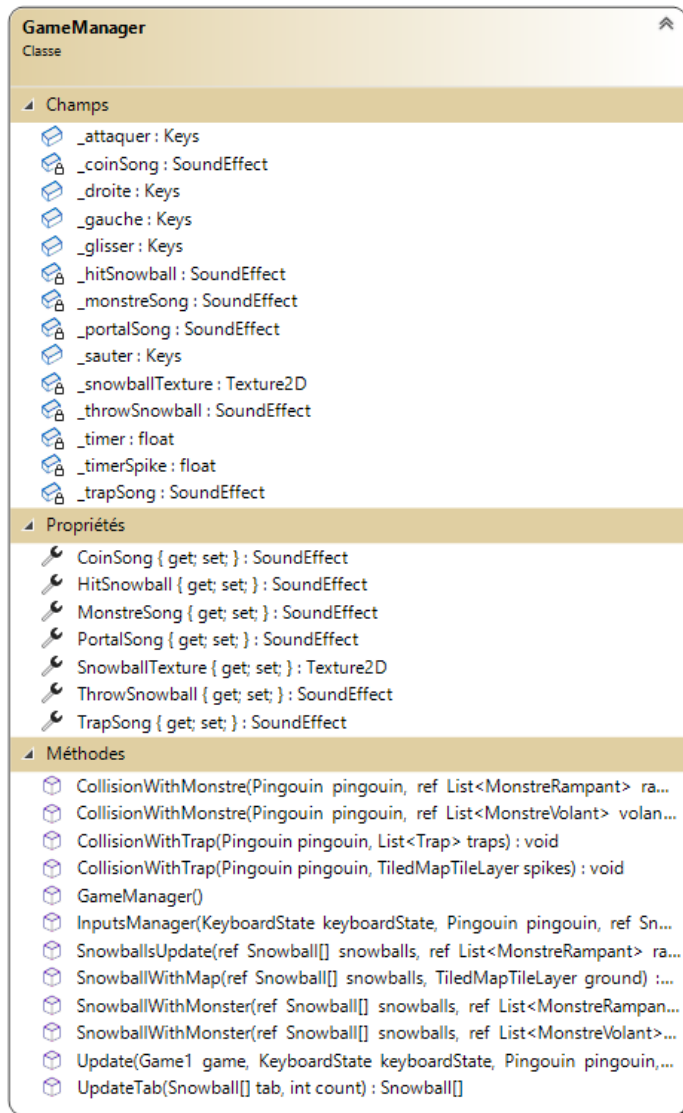 GameManager
Classe
Champs
_attaquer : Keys
_coinSong : SoundEffect
_droite : Keys
_gauche : Keys
_glisser : Keys
_hitSnowball : SoundEffect
_monstreSong : SoundEffect
_portalSong : SoundEffect
_sauter : Keys
_snowballTexture : Texture2D
_throwSnowball : SoundEffect
_timer : float
_timerSpike : float
_trapSong : SoundEffect
Propriétés
CoinSong { get; set; } : SoundEffect
HitSnowball { get; set; } : SoundEffect
MonstreSong { get; set; } : SoundEffect
PortalSong { get; set; } : SoundEffect
SnowballTexture { get; set; } : Texture2D
ThrowSnowball { get; set; } : SoundEffect
TrapSong { get; set; } : SoundEffect
Méthodes
CollisionWithMonstre(Pingouin pingouin, ref List<MonstreRampant> ra...
CollisionWithMonstre(Pingouin pingouin, ref List<MonstreVolant> volan...
CollisionWithTrap(Pingouin pingouin, List<Trap> traps) : void
CollisionWithTrap(Pingouin pingouin, TiledMapTileLayer spikes) : void
GameManager()
InputsManager(KeyboardState keyboardState, Pingouin pingouin, ref Sn...
SnowballsUpdate(ref Snowball[] snowballs, ref List<MonstreRampant> ra...
SnowballWithMap(ref Snowball[] snowballs, TiledMapTileLayer ground) :...
SnowballWithMonster(ref Snowball[] snowballs, ref List<MonstreRampan...
SnowballWithMonster(ref Snowball[] snowballs, ref List<MonstreVolant>...
Update(Game1 game, KeyboardState keyboardState, Pingouin pingouin,...
UpdateTab(Snowball[] tab, int count) : Snowball[]